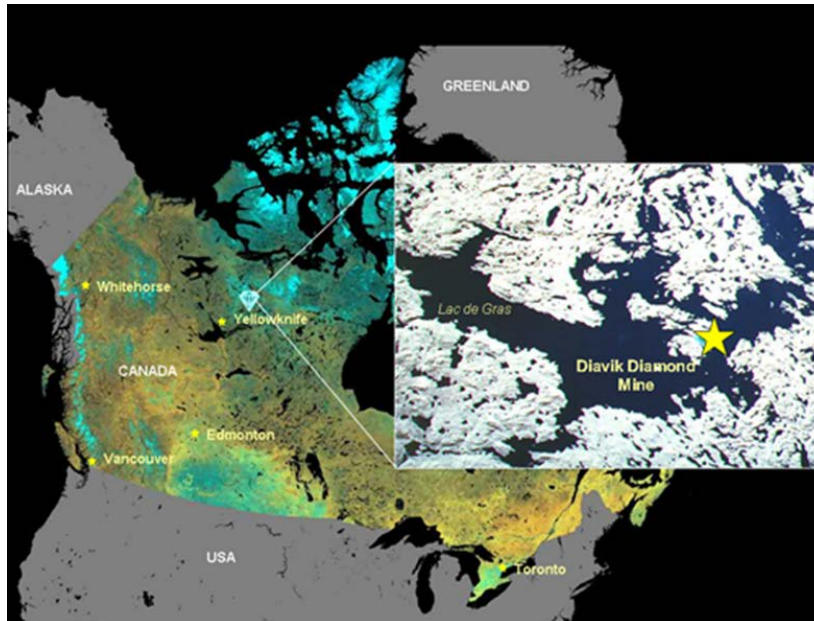 GREENLAND
ALASKA
Whitehorse
Yellowknife
Lac de Gras
CANADA
Diavik Diamond
Mine
Edmonton
Vancouver
USA
Toronto